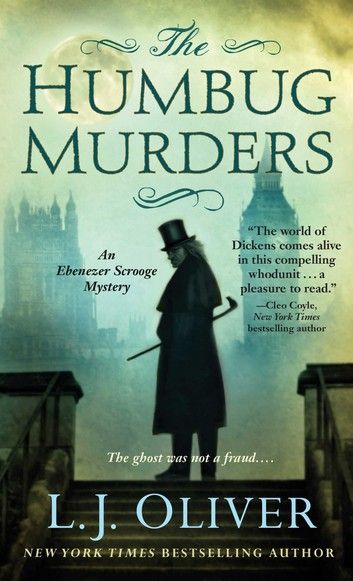 The
HUMBUG
MURDERS
An
Ebenezer Scrooge
Mystery
“The world of
Dickens comes alive
in this compelling
whodunit . . . a
pleasure to read.”
—Cleo Coyle,
New York Times
bestselling author
The ghost was not a fraud. . . .
L.J. OLIVER
NEW YORK TIMES BESTSELLING AUTHOR